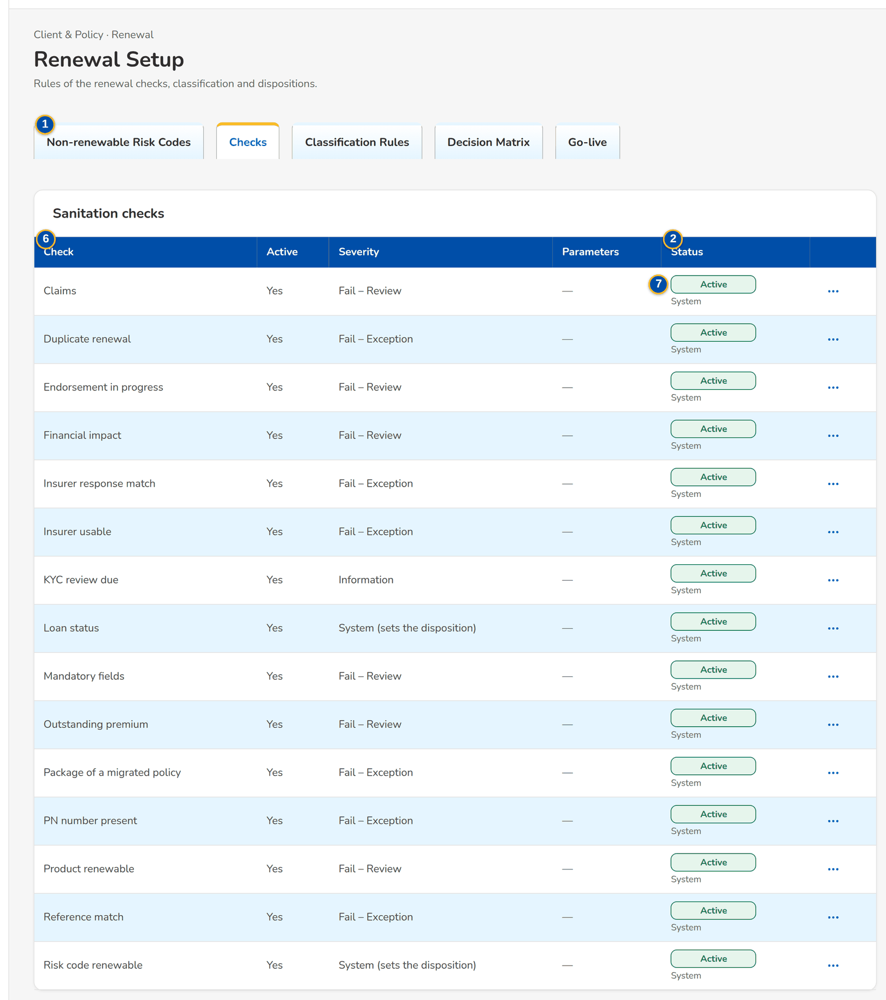 Client & Policy · Renewal
Renewal Setup
Rules of the renewal checks, classification and dispositions.
1
Non-renewable Risk Codes Checks Classification Rules Decision Matrix Go-live
Sanitation checks
6 2
Check Active Severity Parameters Status
Claims Yes Fail – Review — 7 Active ...
System
Duplicate renewal Yes Fail – Exception — Active ...
System
Endorsement in progress Yes Fail – Review — Active ...
System
Financial impact Yes Fail – Review — Active ...
System
Insurer response match Yes Fail – Exception — Active ...
System
Insurer usable Yes Fail – Exception — Active ...
System
KYC review due Yes Information — Active ...
System
Loan status Yes System (sets the disposition) — Active ...
System
Mandatory fields Yes Fail – Review — Active ...
System
Outstanding premium Yes Fail – Review — Active ...
System
Package of a migrated policy Yes Fail – Exception — Active ...
System
PN number present Yes Fail – Exception — Active ...
System
Product renewable Yes Fail – Review — Active ...
System
Reference match Yes Fail – Exception — Active ...
System
Risk code renewable Yes System (sets the disposition) — Active ...
System